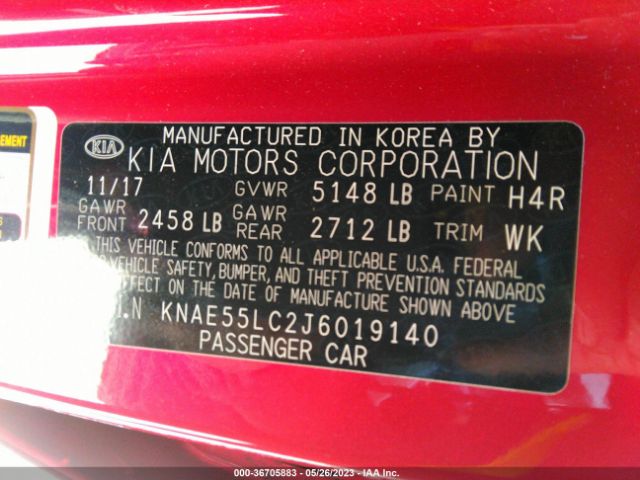 EMENT
KIA
MANUFACTURED IN KOREA BY
KIA MOTORS CORPORATION
11/17 GVWR 5148 LB PAINT H4R
GAWR FRONT 2458 LB GAWR REAR 2712 LB TRIM WK
THIS VEHICLE CONFORMS TO ALL APPLICABLE U.S.A. FEDERAL
VEHICLE SAFETY, BUMPER, AND THEFT PREVENTION STANDARDS
EFFECT ON THE DATE OF MANUFACTURE SHOWN ABOVE
.N KNAE55LC2J6019140
PASSENGER CAR
000-36705883 - 05/26/2023 - IAA Inc.